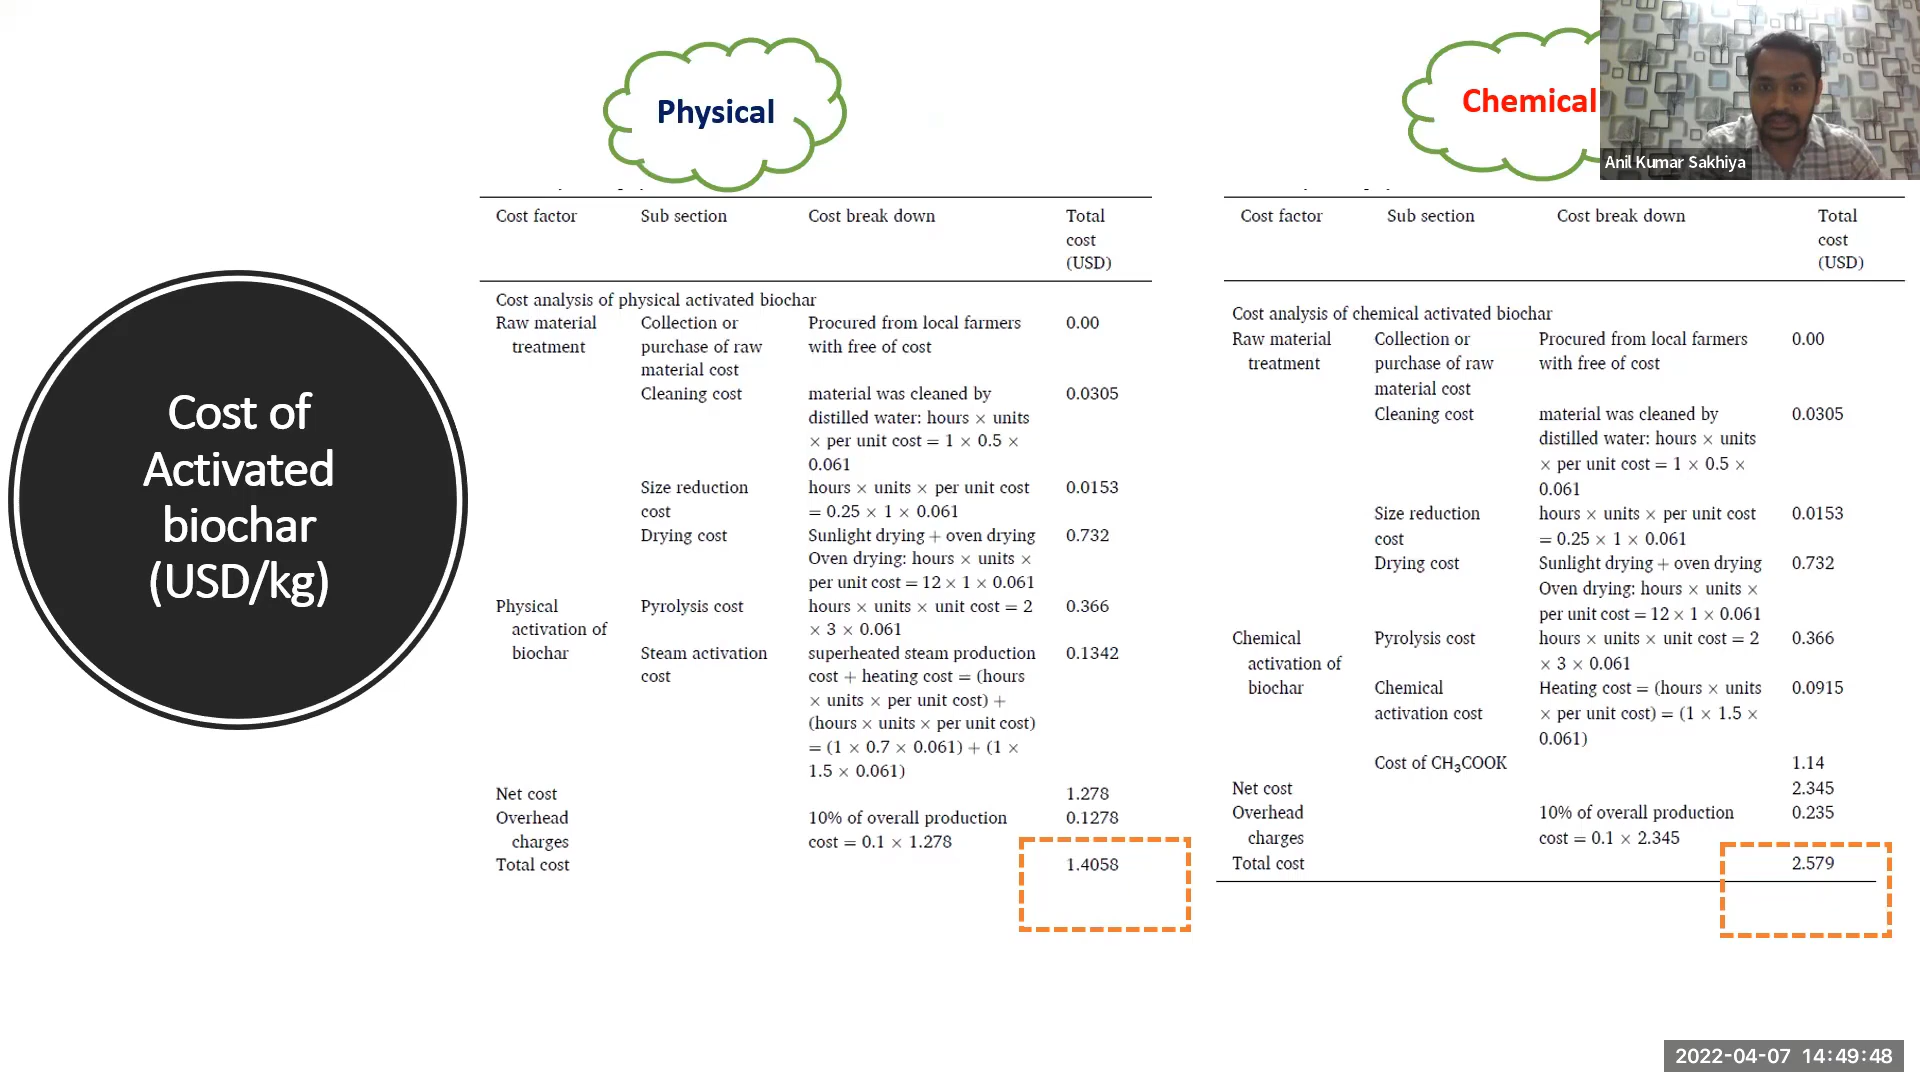 Physical
Chemical
Anil Kumar Sakhiya
Cost of
Activated
biochar
(USD/kg)
Cost factor Sub section Cost break down Total
cost
(USD)
Cost analysis of physical activated biochar
Raw material Collection or Procured from local farmers 0.00
treatment purchase of raw with free of cost
material cost
Cleaning cost material was cleaned by 0.0305
distilled water: hours × units
× per unit cost = 1 × 0.5 ×
0.061
Size reduction hours × units × per unit cost 0.0153
cost = 0.25 × 1 × 0.061
Drying cost Sunlight drying + oven drying 0.732
Oven drying: hours × units ×
per unit cost = 12 × 1 × 0.061
Physical Pyrolysis cost hours × units × unit cost = 2 0.366
activation of × 3 × 0.061
biochar Steam activation superheated steam production 0.1342
cost cost + heating cost = (hours
× units × per unit cost) +
(hours × units × per unit cost)
= (1 × 0.7 × 0.061) + (1 ×
1.5 × 0.061)
Net cost 1.278
Overhead 10% of overall production 0.1278
charges cost = 0.1 × 1.278
Total cost 1.4058
Cost factor Sub section Cost break down Total
cost
(USD)
Cost analysis of chemical activated biochar
Raw material Collection or Procured from local farmers 0.00
treatment purchase of raw with free of cost
material cost
Cleaning cost material was cleaned by 0.0305
distilled water: hours × units
× per unit cost = 1 × 0.5 ×
0.061
Size reduction hours × units × per unit cost 0.0153
cost = 0.25 × 1 × 0.061
Drying cost Sunlight drying + oven drying 0.732
Oven drying: hours × units ×
per unit cost = 12 × 1 × 0.061
Chemical Pyrolysis cost hours × units × unit cost = 2 0.366
activation of × 3 × 0.061
biochar Chemical Heating cost = (hours × units 0.0915
activation cost × per unit cost) = (1 × 1.5 ×
0.061)
Cost of CH₃COOK 1.14
Net cost 2.345
Overhead 10% of overall production 0.235
charges cost = 0.1 × 2.345
Total cost 2.579
2022-04-07 14:49:48